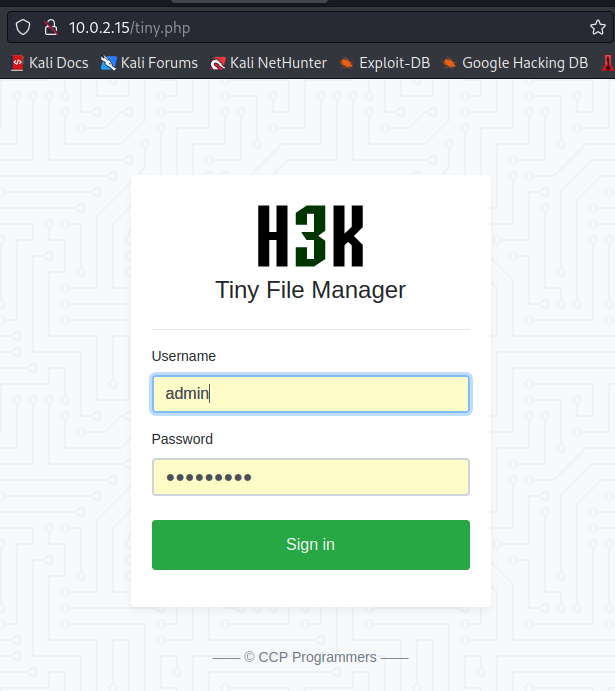 10.0.2.15/tiny.php
Kali Docs Kali Forums Kali NetHunter Exploit-DB Google Hacking DB
H3K
Tiny File Manager
Username
admin
Password
●●●●●●●●●
Sign in
—— © CCP Programmers ——